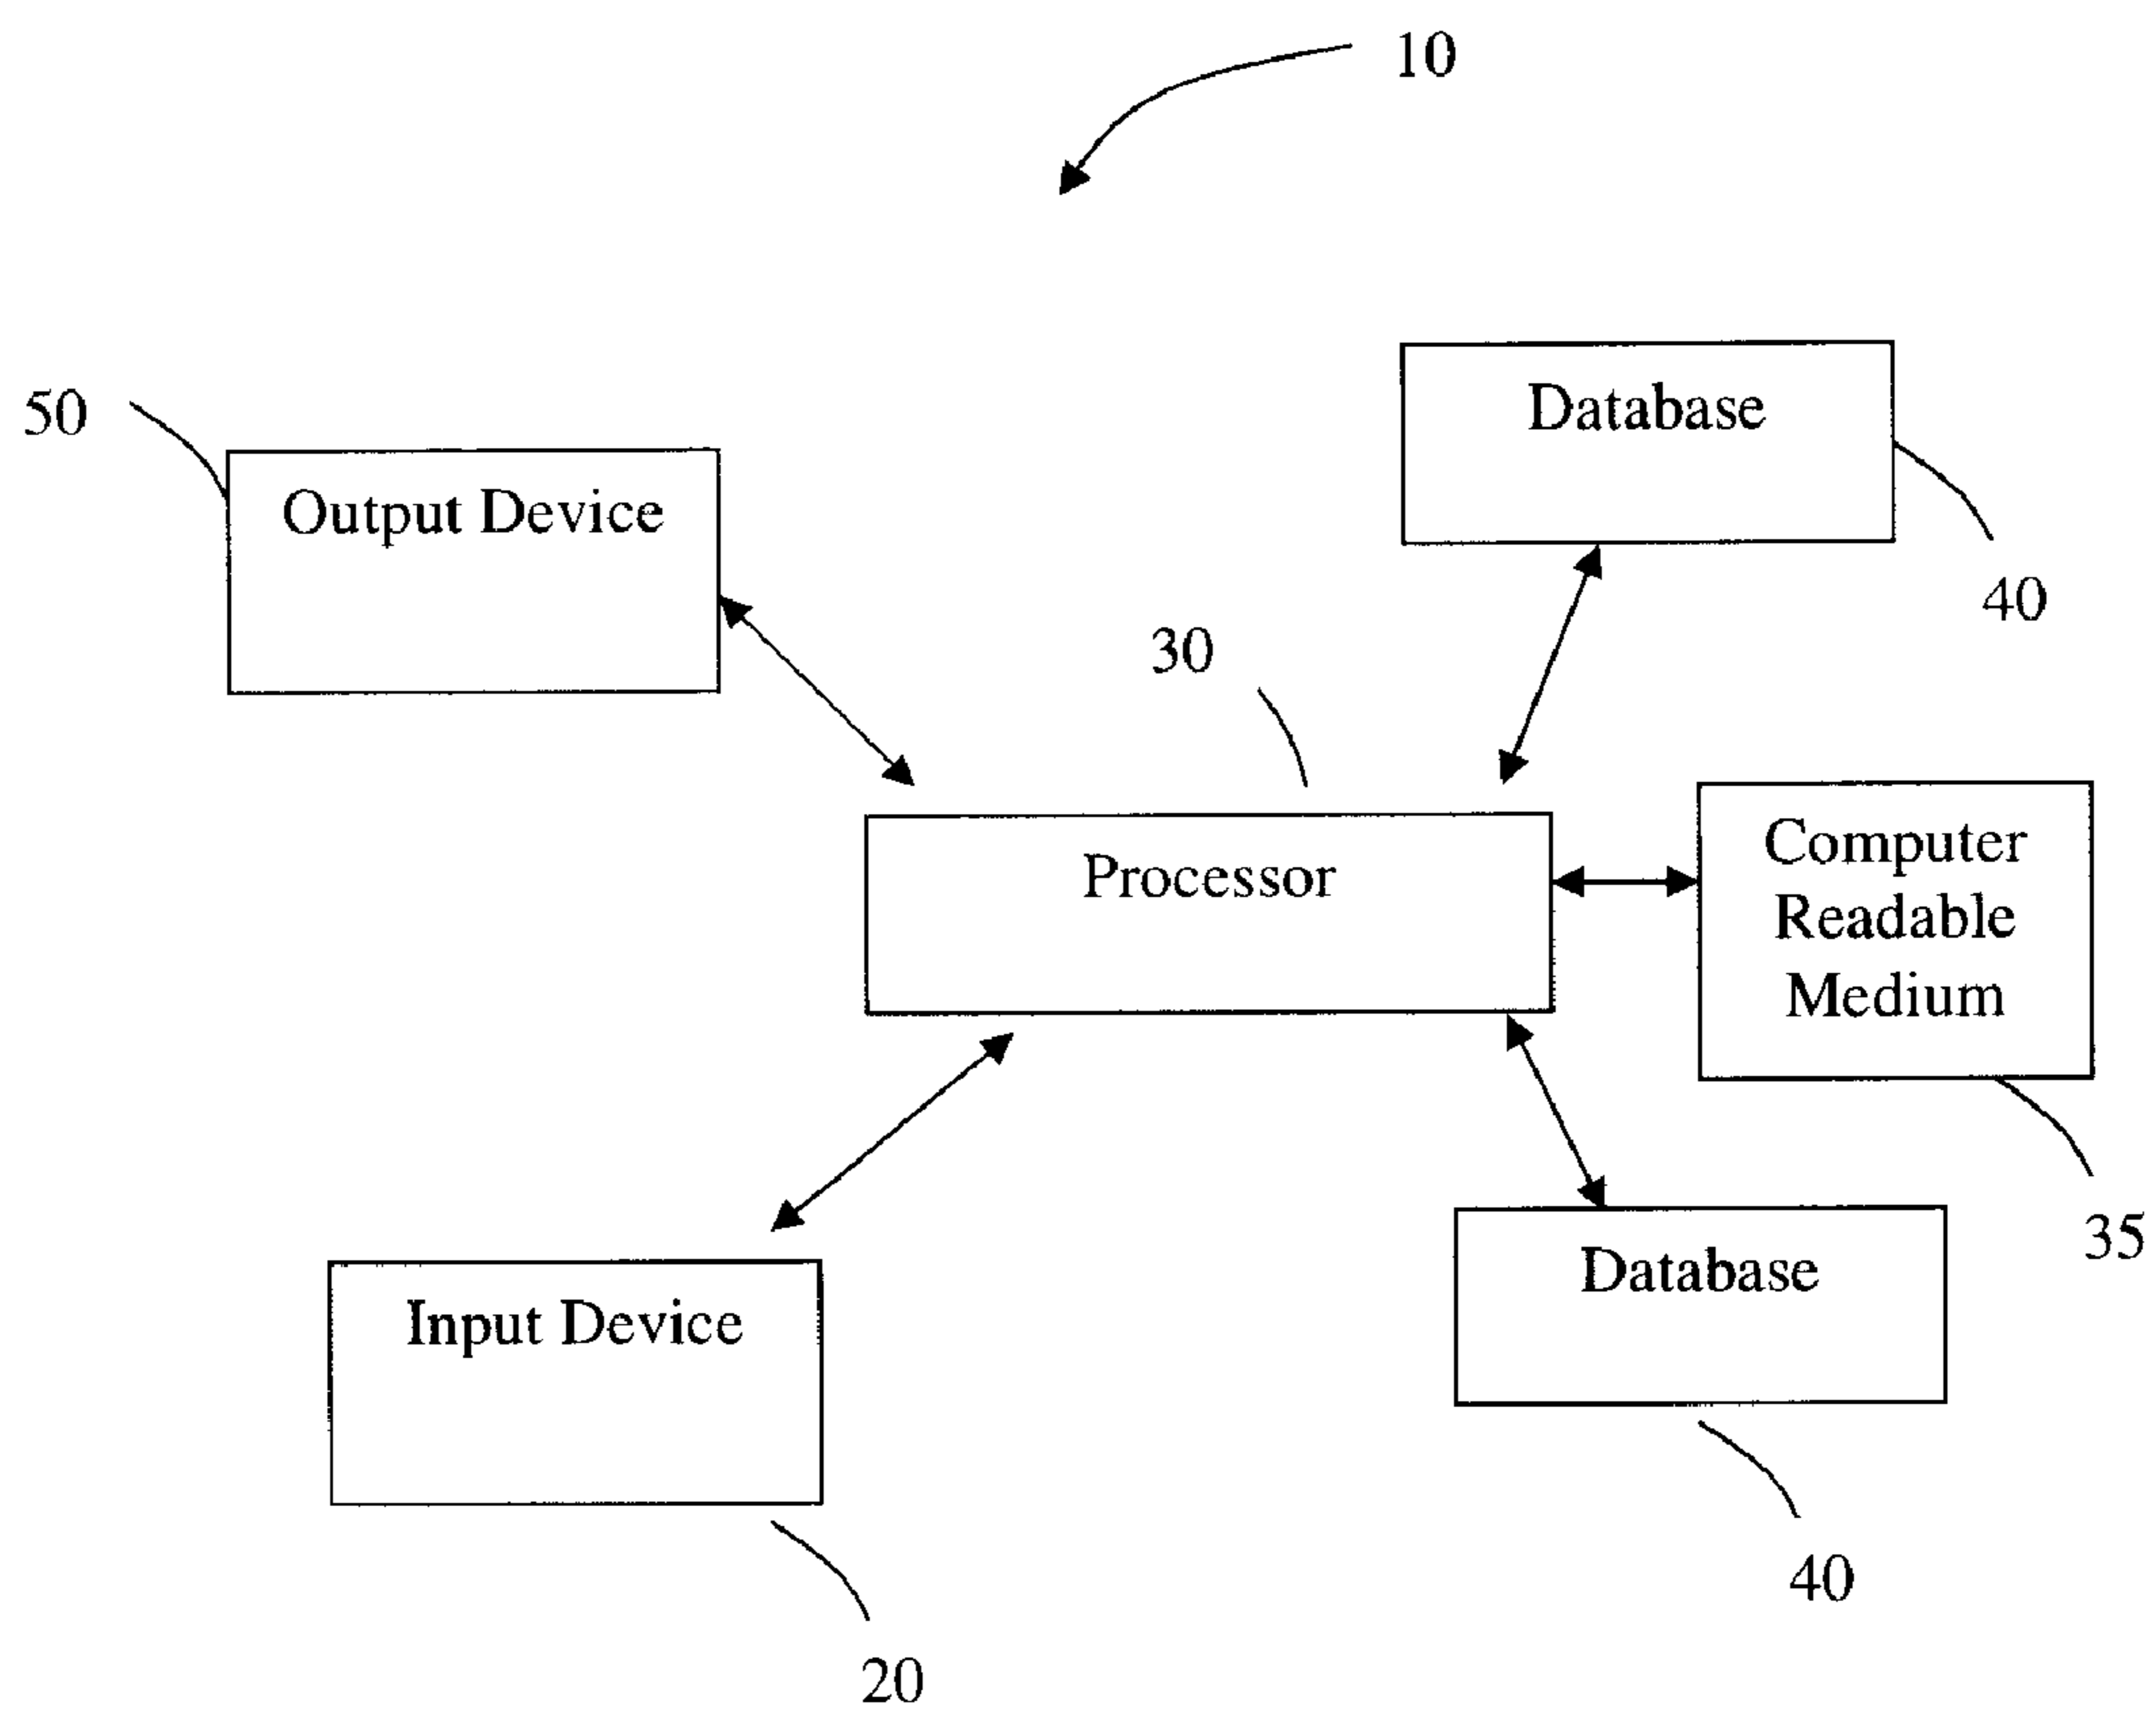 10
50
Output Device
Database
40
30
Processor
Computer
Readable
Medium
35
Input Device
Database
20
40